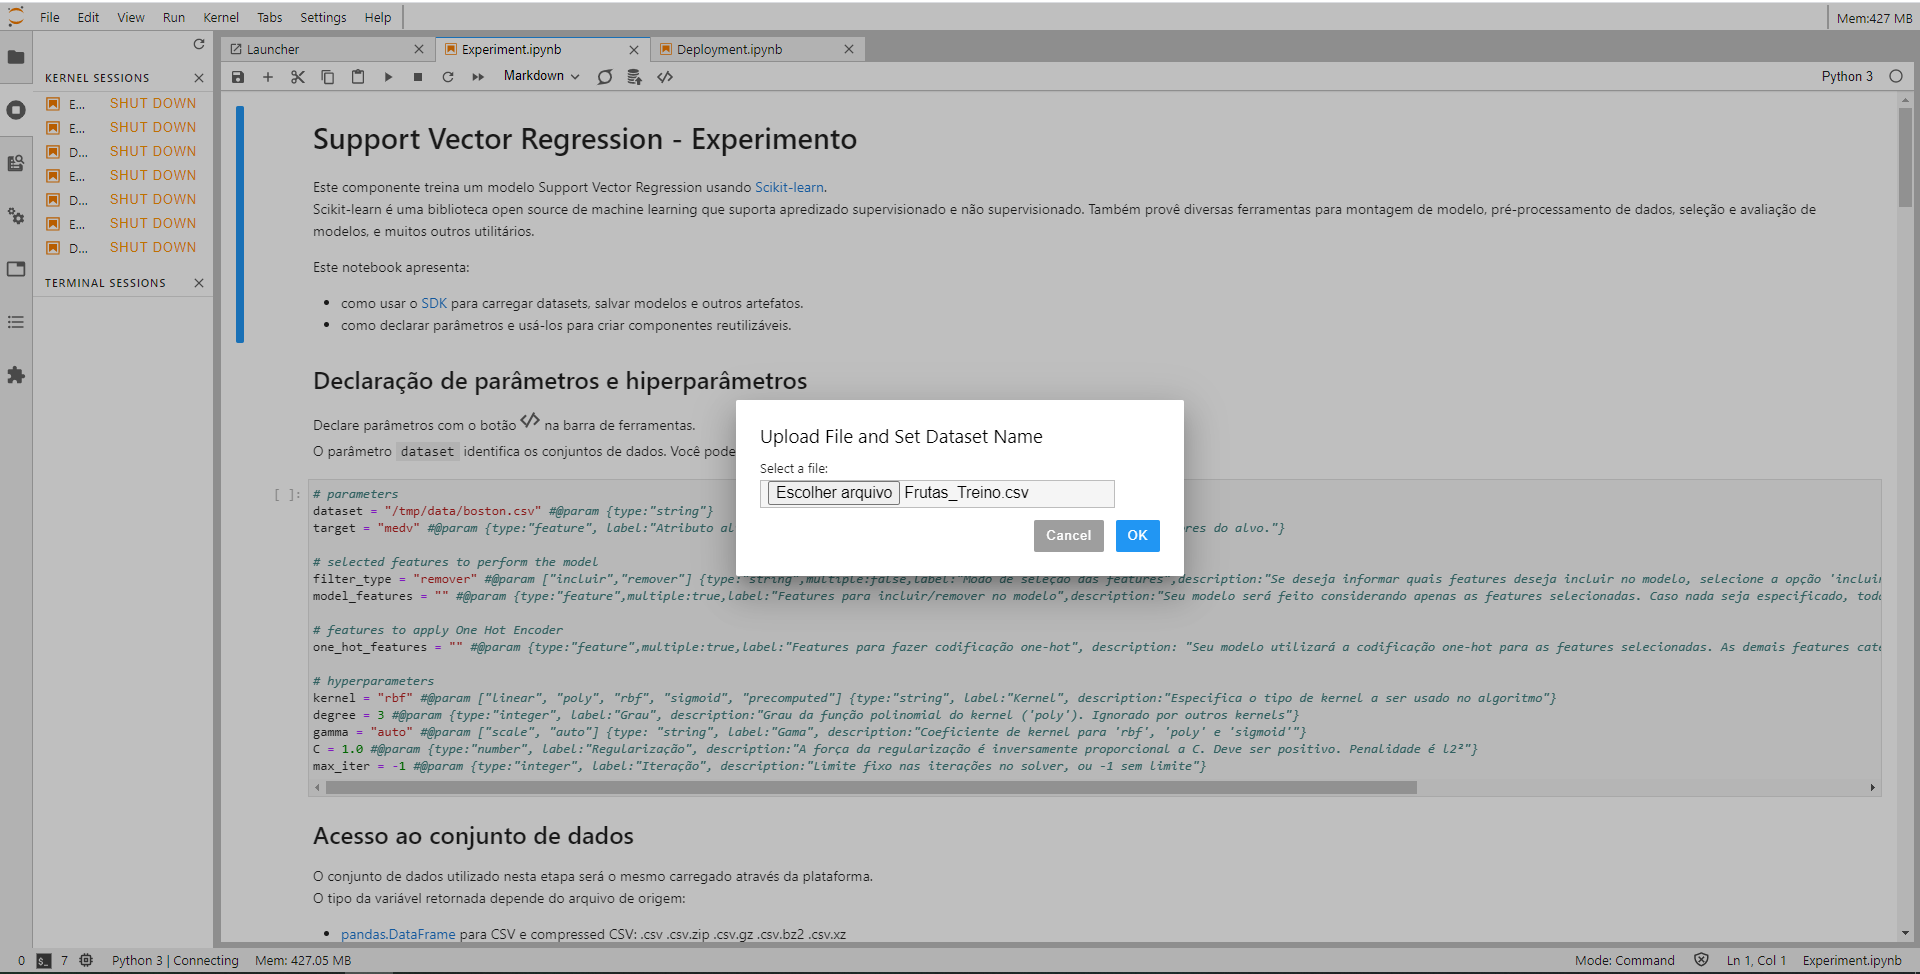 File Edit View Run Kernel Tabs Settings Help
Mem:427 MB
KERNEL SESSIONS
E... SHUT DOWN
E... SHUT DOWN
D... SHUT DOWN
E... SHUT DOWN
D... SHUT DOWN
E... SHUT DOWN
D... SHUT DOWN
TERMINAL SESSIONS
Launcher
Experiment.ipynb
Deployment.ipynb
Markdown
Python 3
Support Vector Regression - Experimento
Este componente treina um modelo Support Vector Regression usando Scikit-learn.
Scikit-learn é uma biblioteca open source de machine learning que suporta apredizado supervisionado e não supervisionado. Também provê diversas ferramentas para montagem de modelo, pré-processamento de dados, seleção e avaliação de
modelos, e muitos outros utilitários.
Este notebook apresenta:
• como usar o SDK para carregar datasets, salvar modelos e outros artefatos.
• como declarar parâmetros e usá-los para criar componentes reutilizáveis.
Declaração de parâmetros e hiperparâmetros
Declare parâmetros com o botão </> na barra de ferramentas.
O parâmetro dataset identifica os conjuntos de dados. Você pode
Upload File and Set Dataset Name
Select a file:
Escolher arquivo Frutas_Treino.csv
Cancel OK
[ ]:
# parameters
dataset = "/tmp/data/boston.csv" #@param {type:"string"}
target = "medv" #@param {type:"feature", label:"Atributo al res do alvo."}
# selected features to perform the model
filter_type = "remover" #@param ["incluir","remover"] {type:"string",multiple:false,label:"Modo de seleção das features",description:"Se deseja informar quais features deseja incluir no modelo, selecione a opção 'incluir
model_features = "" #@param {type:"feature",multiple:true,label:"Features para incluir/remover no modelo",description:"Seu modelo será feito considerando apenas as features selecionadas. Caso nada seja especificado, toda
# features to apply One Hot Encoder
one_hot_features = "" #@param {type:"feature",multiple:true,label:"Features para fazer codificação one-hot", description: "Seu modelo utilizará a codificação one-hot para as features selecionadas. As demais features cate
# hyperparameters
kernel = "rbf" #@param ["linear", "poly", "rbf", "sigmoid", "precomputed"] {type:"string", label:"Kernel", description:"Especifica o tipo de kernel a ser usado no algoritmo"}
degree = 3 #@param {type:"integer", label:"Grau", description:"Grau da função polinomial do kernel ('poly'). Ignorado por outros kernels"}
gamma = "auto" #@param ["scale", "auto"] {type: "string", label:"Gama", description:"Coeficiente de kernel para 'rbf', 'poly' e 'sigmoid'"}
C = 1.0 #@param {type:"number", label:"Regularização", description:"A força da regularização é inversamente proporcional a C. Deve ser positivo. Penalidade é l2²"}
max_iter = -1 #@param {type:"integer", label:"Iteração", description:"Limite fixo nas iterações no solver, ou -1 sem limite"}
Acesso ao conjunto de dados
O conjunto de dados utilizado nesta etapa será o mesmo carregado através da plataforma.
O tipo da variável retornada depende do arquivo de origem:
• pandas.DataFrame para CSV e compressed CSV: .csv .csv.zip .csv.gz .csv.bz2 .csv.xz
0 7 Python 3 | Connecting Mem: 427.05 MB
Mode: Command Ln 1, Col 1 Experiment.ipynb